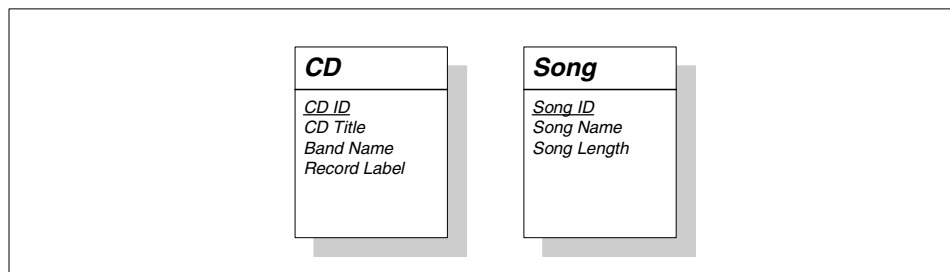 CD
CD ID
CD Title
Band Name
Record Label
Song
Song ID
Song Name
Song Length